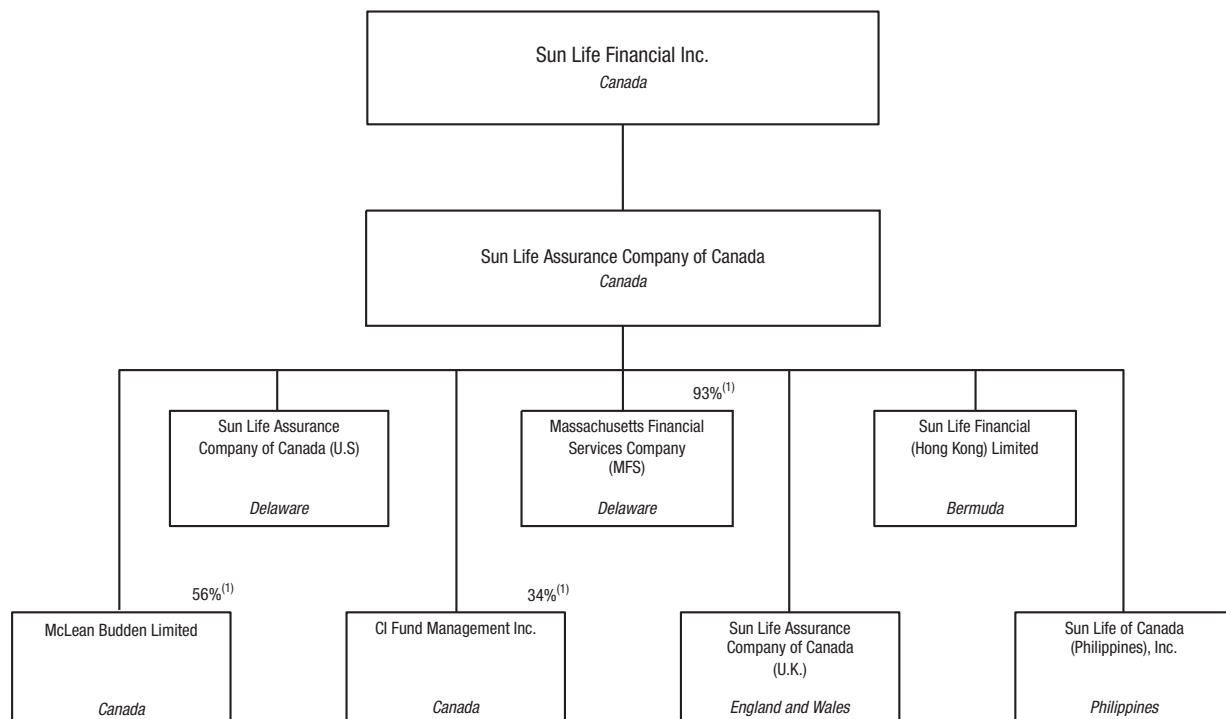 Sun Life Financial Inc.
Canada
Sun Life Assurance Company of Canada
Canada
93%(1)
Sun Life Assurance
Company of Canada (U.S)
Delaware
Massachusetts Financial
Services Company
(MFS)
Delaware
Sun Life Financial
(Hong Kong) Limited
Bermuda
56%(1)
34%(1)
McLean Budden Limited
Canada
CI Fund Management Inc.
Canada
Sun Life Assurance
Company of Canada
(U.K.)
England and Wales
Sun Life of Canada
(Philippines), Inc.
Philippines